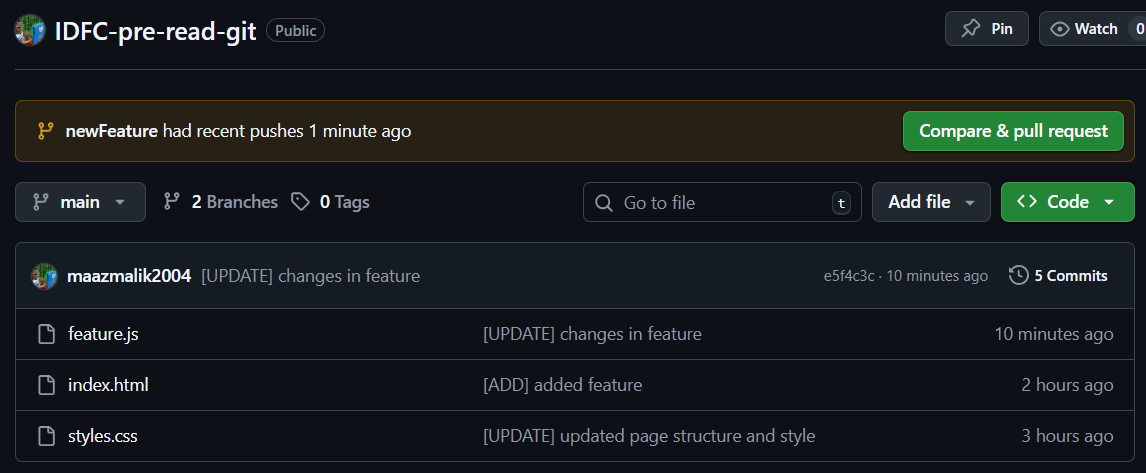 IDFC-pre-read-git Public Pin Watch 0
newFeature had recent pushes 1 minute ago Compare & pull request
main 2 Branches 0 Tags Go to file t Add file Code
maazmalik2004 [UPDATE] changes in feature e5f4c3c · 10 minutes ago 5 Commits
feature.js [UPDATE] changes in feature 10 minutes ago
index.html [ADD] added feature 2 hours ago
styles.css [UPDATE] updated page structure and style 3 hours ago